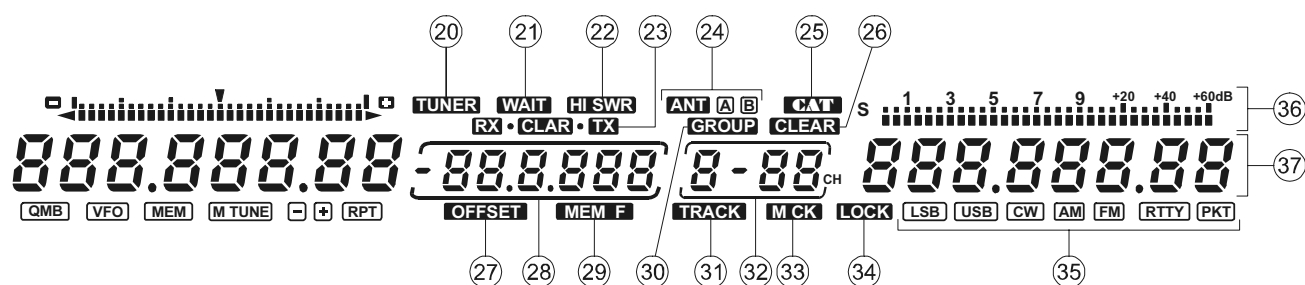 20 21 22 23 24 25 26
TUNER WAIT HI SWR ANT A B CAT S 1 3 5 7 9 +20 +40 +60dB 36
RX • CLAR • TX GROUP CLEAR
888.888.88 -88.8.888 8-88 CH 888.888.88 37
QMB VFO MEM M TUNE - + RPT OFFSET MEM F TRACK M CK LOCK LSB USB CW AM FM RTTY PKT
27 28 29 30 31 32 33 34 35